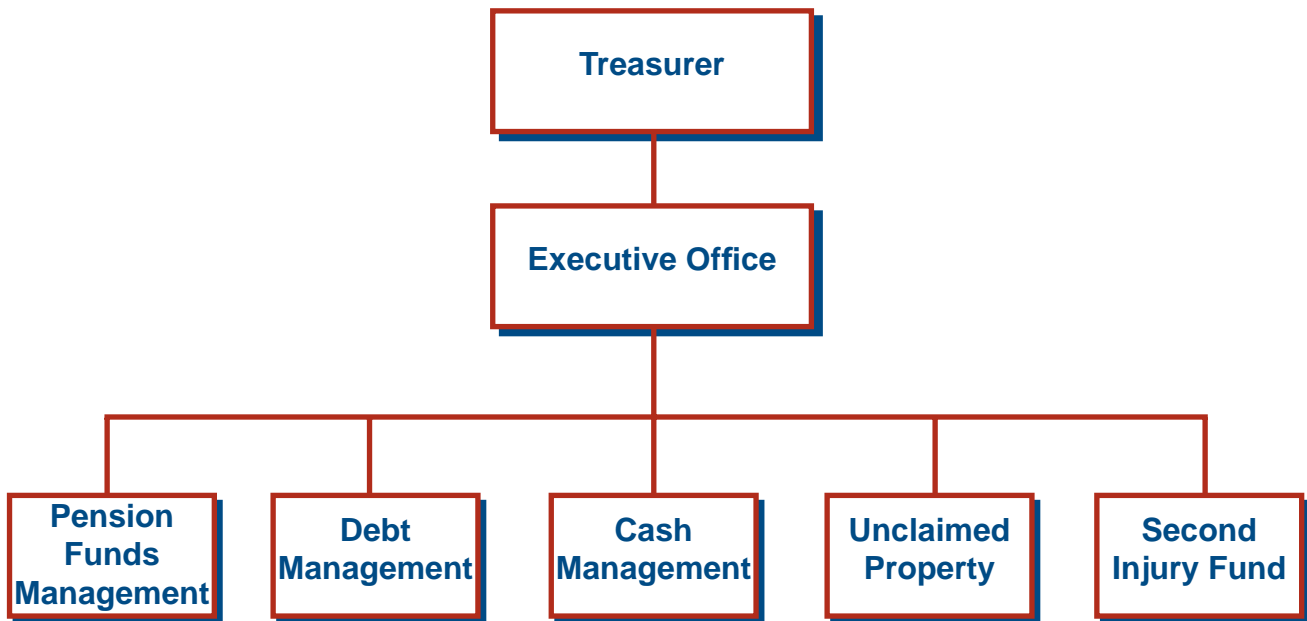 Treasurer
Executive Office
Pension
Funds
Management
Debt
Management
Cash
Management
Unclaimed
Property
Second
Injury Fund